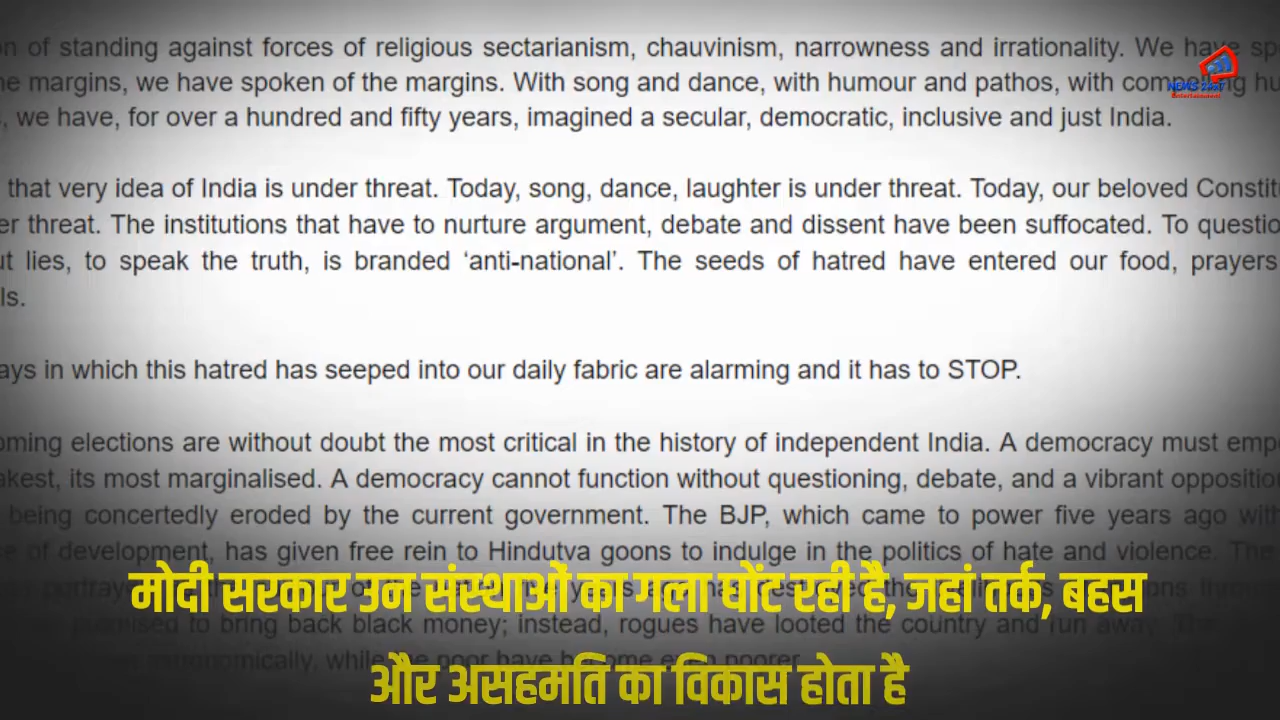 of standing against forces of religious sectarianism, chauvinism, narrowness and irrationality. We have
margins, we have spoken of the margins. With song and dance, with humour and pathos, with
we have, for over a hundred and fifty years, imagined a secular, democratic, inclusive and just India.
that very idea of India is under threat. Today, song, dance, laughter is under threat. Today, our beloved
threat. The institutions that have to nurture argument, debate and dissent have been suffocated. To
lies, to speak the truth, is branded ‘anti-national’. The seeds of hatred have entered our food, prayers
in which this hatred has seeped into our daily fabric are alarming and it has to STOP.
elections are without doubt the most critical in the history of independent India. A democracy must
its most marginalised. A democracy cannot function without questioning, debate, and a vibrant
being concertedly eroded by the current government. The BJP, which came to power five years ago
of development, has given free rein to Hindutva goons to indulge in the politics of hate and violence.
to bring back black money; instead, rogues have looted the country and run away.
मोदी सरकार उन संस्थाओं का गला घोंट रही है, जहां तर्क, बहस
और असहमति का विकास होता है
NEWS 24x7
Entertainment